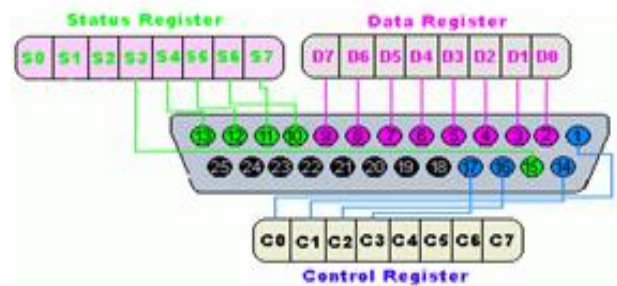 Status Register Data Register
S0 S1 S2 S3 S4 S5 S6 S7 D7 D6 D5 D4 D3 D2 D1 D0
13 12 11 10 9 8 7 6 5 4 3 2 1
25 24 23 22 21 20 19 18 17 16 15 14
C0 C1 C2 C3 C4 C5 C6 C7
Control Register